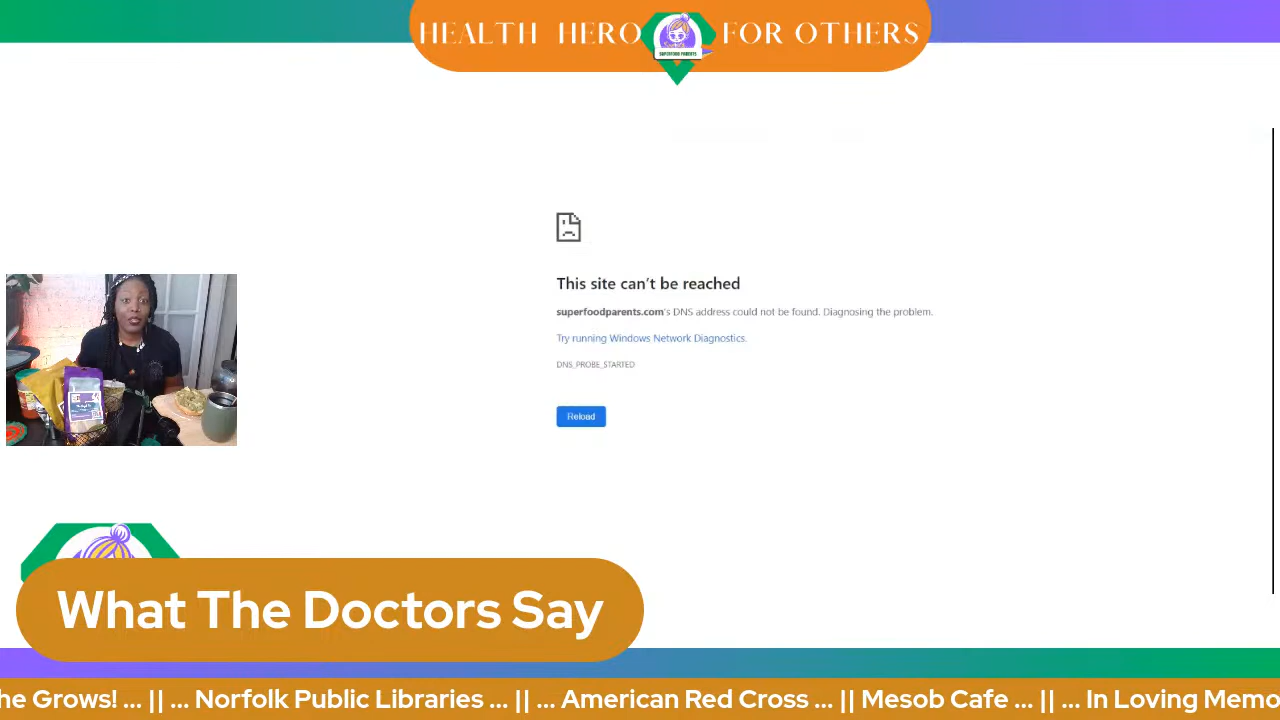 HEALTH HERO FOR OTHERS
SUPERFOOD PARENTS
This site can't be reached
superfoodparents.com's DNS address could not be found. Diagnosing the problem.
Try running Windows Network Diagnostics.
DNS_PROBE_STARTED
Reload
What The Doctors Say
he Grows! ... || ... Norfolk Public Libraries ... || ... American Red Cross ... || Mesob Cafe ... || ... In Loving Memo